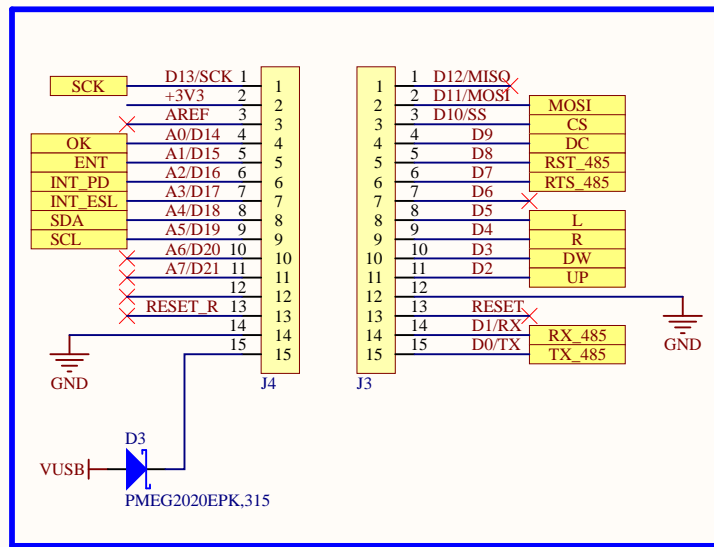 D13/SCK 1 1 1 1 D12/MISO
SCK
+3V3 2 2 2 2 D11/MOSI MOSI
AREF 3 3 3 3 D10/SS CS
OK A0/D14 4 4 4 4 D9 DC
ENT A1/D15 5 5 5 5 D8 RST_485
INT_PD A2/D16 6 6 6 6 D7 RTS_485
INT_ESL A3/D17 7 7 7 7 D6
SDA A4/D18 8 8 8 8 D5 L
SCL A5/D19 9 9 9 9 D4 R
A6/D20 10 10 10 10 D3 DW
A7/D21 11 11 11 11 D2 UP
12 12 12 12
RESET_R 13 13 13 13 RESET
14 14 14 14 D1/RX RX_485
15 15 15 15 D0/TX TX_485
GND J4 J3 GND
D3
VUSB
PMEG2020EPK,315